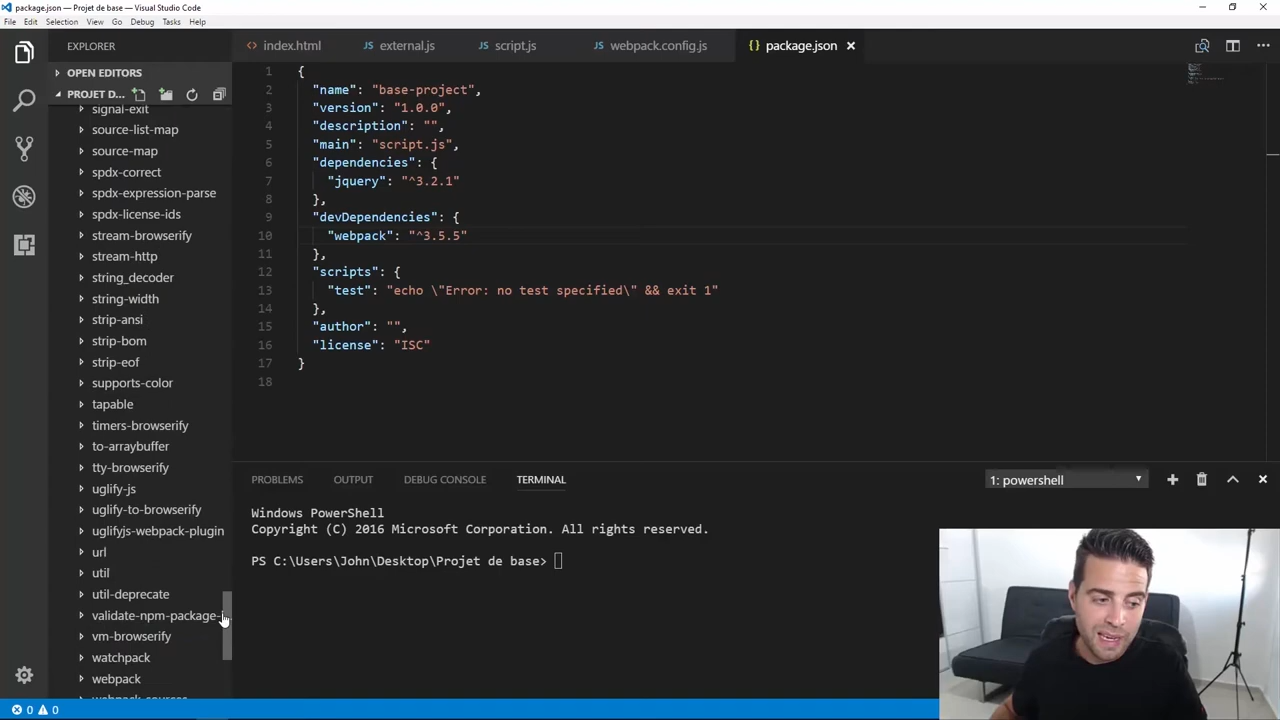 package.json — Projet de base — Visual Studio Code
File Edit Selection View Go Debug Tasks Help
EXPLORER
OPEN EDITORS
PROJET D...
signal-exit
source-list-map
source-map
spdx-correct
spdx-expression-parse
spdx-license-ids
stream-browserify
stream-http
string_decoder
string-width
strip-ansi
strip-bom
strip-eof
supports-color
tapable
timers-browserify
to-arraybuffer
tty-browserify
uglify-js
uglify-to-browserify
uglifyjs-webpack-plugin
url
util
util-deprecate
validate-npm-package-
vm-browserify
watchpack
webpack
webpack-sources
index.html external.js script.js webpack.config.js {} package.json
1 {
2 "name": "base-project",
3 "version": "1.0.0",
4 "description": "",
5 "main": "script.js",
6 "dependencies": {
7 "jquery": "^3.2.1"
8 },
9 "devDependencies": {
10 "webpack": "^3.5.5"
11 },
12 "scripts": {
13 "test": "echo \"Error: no test specified\" && exit 1"
14 },
15 "author": "",
16 "license": "ISC"
17 }
18
PROBLEMS OUTPUT DEBUG CONSOLE TERMINAL 1: powershell
Windows PowerShell
Copyright (C) 2016 Microsoft Corporation. All rights reserved.
PS C:\Users\John\Desktop\Projet de base>
0 0